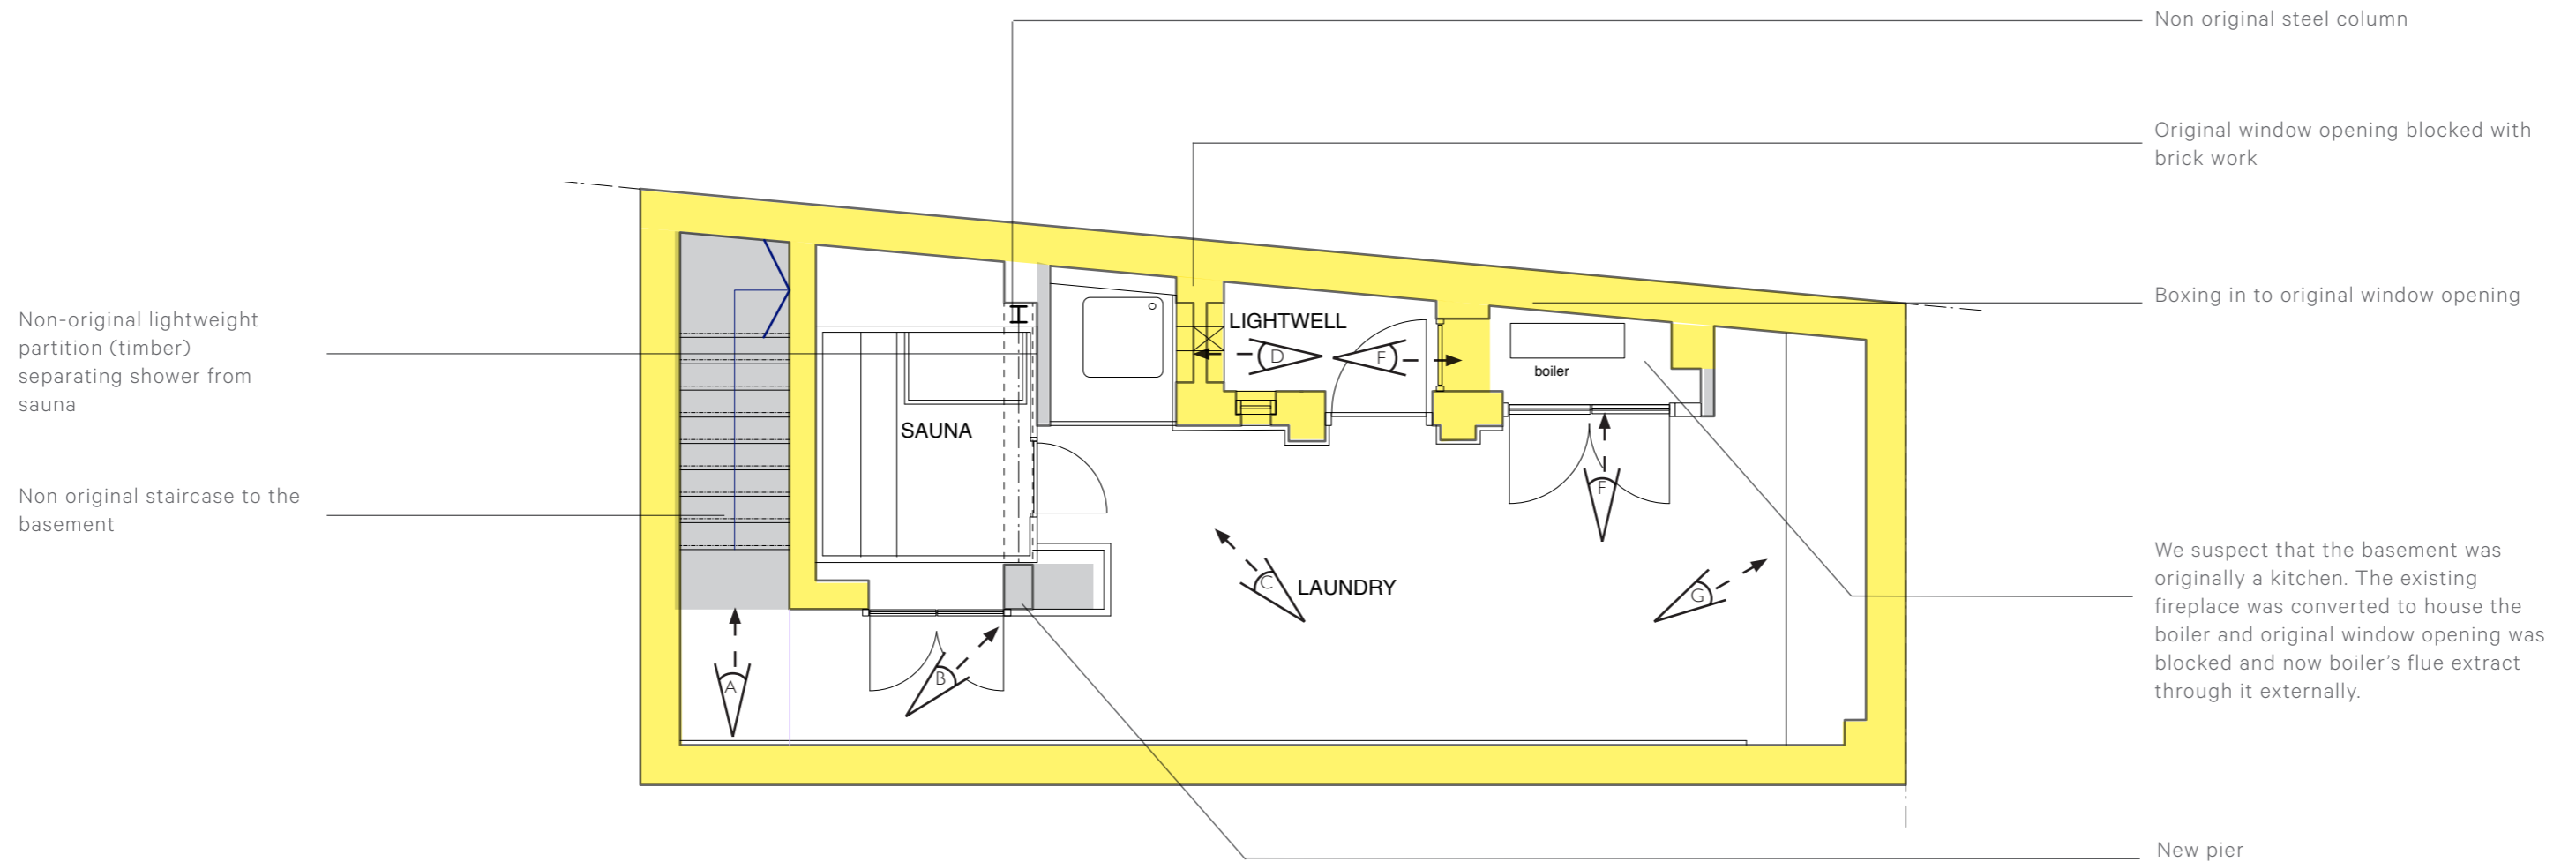 Non original steel column
Original window opening blocked with
brick work
Boxing in to original window opening
Non-original lightweight
partition (timber)
separating shower from
sauna
Non original staircase to the
basement
LIGHTWELL
D
E
boiler
SAUNA
F
C
LAUNDRY
G
A
B
We suspect that the basement was
originally a kitchen. The existing
fireplace was converted to house the
boiler and original window opening was
blocked and now boiler's flue extract
through it externally.
New pier